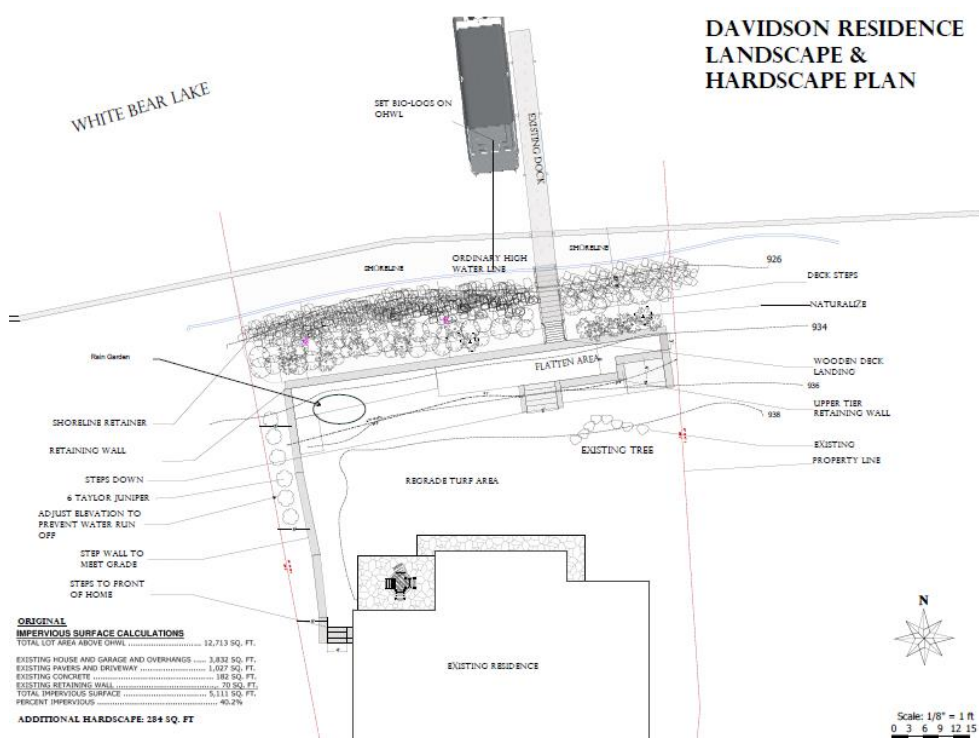 DAVIDSON RESIDENCE
LANDSCAPE &
HARDSCAPE PLAN
WHITE BEAR LAKE
SET BIO-LOGS ON
OHWL
EXISTING DOCK
SHORELINE
ORDINARY HIGH
WATER LINE
SHORELINE
926
DECK STEPS
NATURALIZE
934
Rain Garden
FLATTEN AREA
WOODEN DECK
LANDING
936
UPPER TIER
RETAINING WALL
938
SHORELINE RETAINER
RETAINING WALL
EXISTING TREE
EXISTING
PROPERTY LINE
STEPS DOWN
REGRADE TURF AREA
6 TAYLOR JUNIPER
ADJUST ELEVATION TO
PREVENT WATER RUN
OFF
STEP WALL TO
MEET GRADE
STEPS TO FRONT
OF HOME
EXISTING RESIDENCE
N
ORIGINAL
IMPERVIOUS SURFACE CALCULATIONS
TOTAL LOT AREA ABOVE OHWL .......................... 12,713 SQ. FT.
EXISTING HOUSE AND GARAGE AND OVERHANGS .... 3,832 SQ. FT.
EXISTING PAVERS AND DRIVEWAY ..................... 1,027 SQ. FT.
EXISTING CONCRETE ................................... 182 SQ. FT.
EXISTING RETAINING WALL ............................. 70 SQ. FT.
TOTAL IMPERVIOUS SURFACE .......................... 5,111 SQ. FT.
PERCENT IMPERVIOUS .................................. 40.2%
ADDITIONAL HARDSCAPE: 284 SQ. FT
Scale: 1/8" = 1 ft
0 3 6 9 12 15